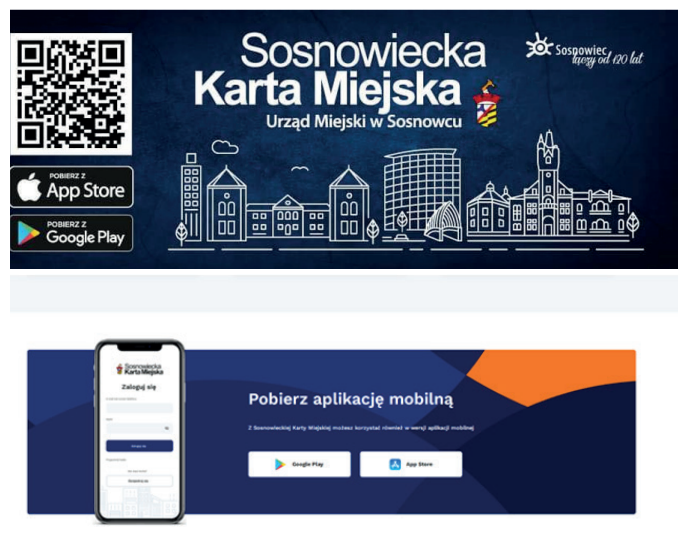 Sosnowiecka
Karta Miejska
Urząd Miejski w Sosnowcu
Sosnowiec
łączy od 120 lat
POBIERZ Z
App Store
POBIERZ Z
Google Play
Sosnowiecka
Karta Miejska
Zaloguj się
Pobierz aplikację mobilną
Z Sosnowieckiej Karty Miejskiej możesz korzystać również w wersji aplikacji mobilnej
Google Play
App Store